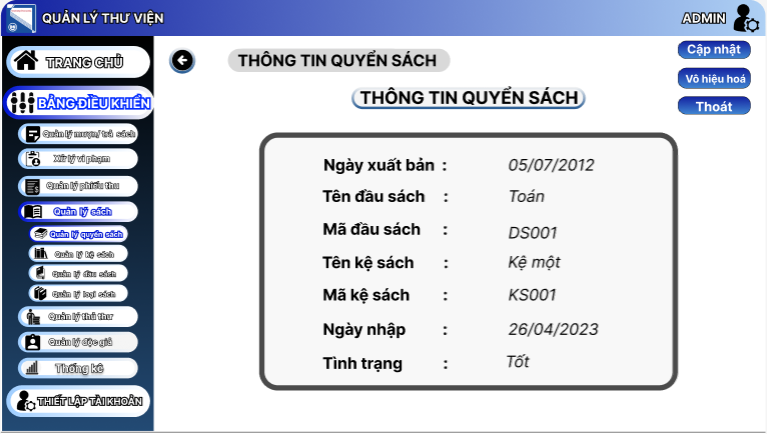 QUẢN LÝ THƯ VIỆN
ADMIN
TRANG CHỦ
BẢNG ĐIỀU KHIỂN
Quản lý mượn/ trả sách
Xử lý vi phạm
Quản lý phiếu thu
Quản lý sách
Quản lý quyển sách
Quản lý kệ sách
Quản lý đầu sách
Quản lý loại sách
Quản lý thủ thư
Quản lý độc giả
Thống kê
THIẾT LẬP TÀI KHOẢN
THÔNG TIN QUYỂN SÁCH
Cập nhật
Vô hiệu hoá
Thoát
THÔNG TIN QUYỂN SÁCH
Ngày xuất bản : 05/07/2012
Tên đầu sách : Toán
Mã đầu sách : DS001
Tên kệ sách : Kệ một
Mã kệ sách : KS001
Ngày nhập : 26/04/2023
Tình trạng : Tốt